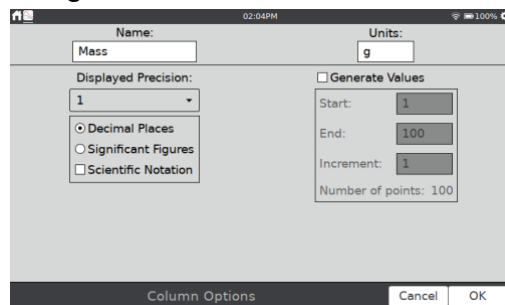 02:04PM 100%
Name: Units:
Mass g
Displayed Precision: Generate Values
1
Start: 1
Decimal Places
End: 100
Significant Figures
Increment: 1
Scientific Notation
Number of points: 100
Column Options Cancel OK